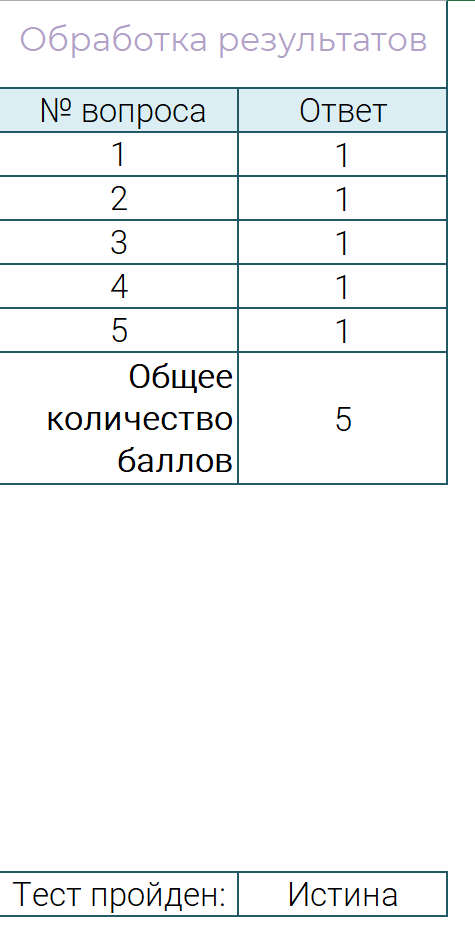 Обработка результатов
№ вопроса Ответ
1 1
2 1
3 1
4 1
5 1
Общее
количество
баллов 5
Тест пройден: Истина